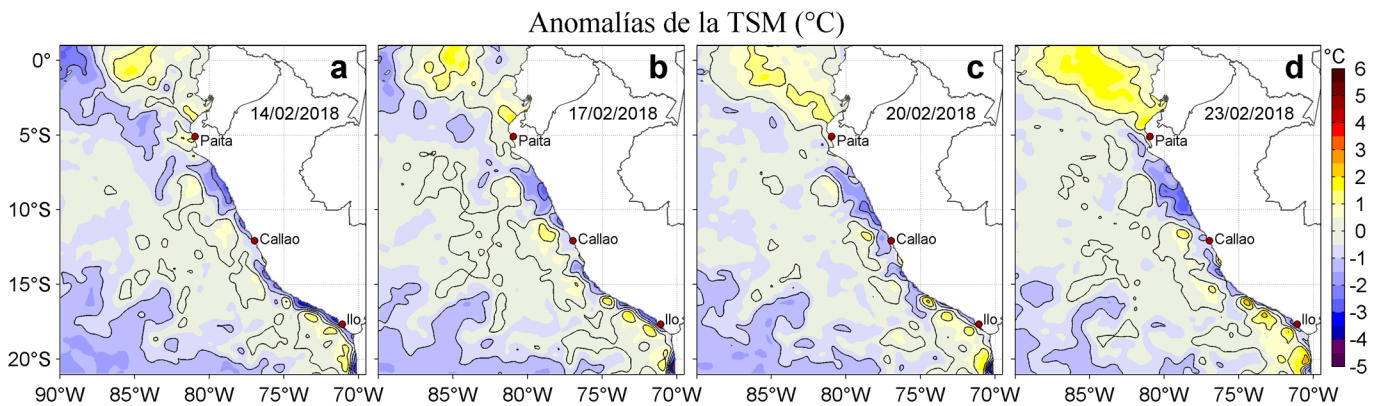 Anomalías de la TSM (°C)
a
14/02/2018
Paita
Callao
Ilo
b
17/02/2018
Paita
Callao
Ilo
c
20/02/2018
Paita
Callao
Ilo
d
23/02/2018
Paita
Callao
Ilo
0°
5°S
10°S
15°S
20°S
90°W 85°W 80°W 75°W 70°W
85°W 80°W 75°W 70°W
85°W 80°W 75°W 70°W
85°W 80°W 75°W 70°W
°C
6
5
4
3
2
1
0
-1
-2
-3
-4
-5